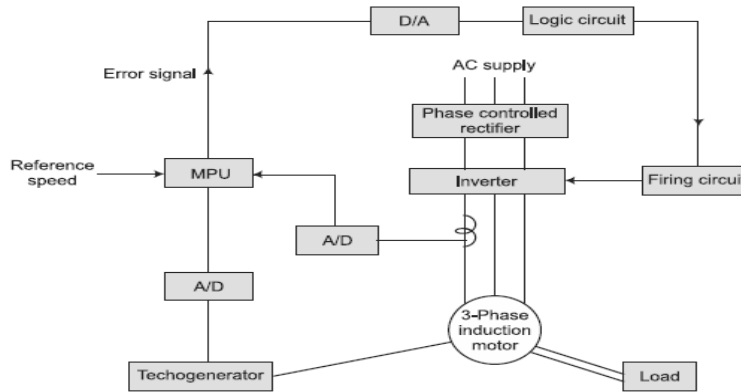 D/A
Logic circuit
Error signal
AC supply
Phase controlled
rectifier
Reference
speed
MPU
Inverter
Firing circuit
A/D
A/D
3-Phase
induction
motor
Techogenerator
Load